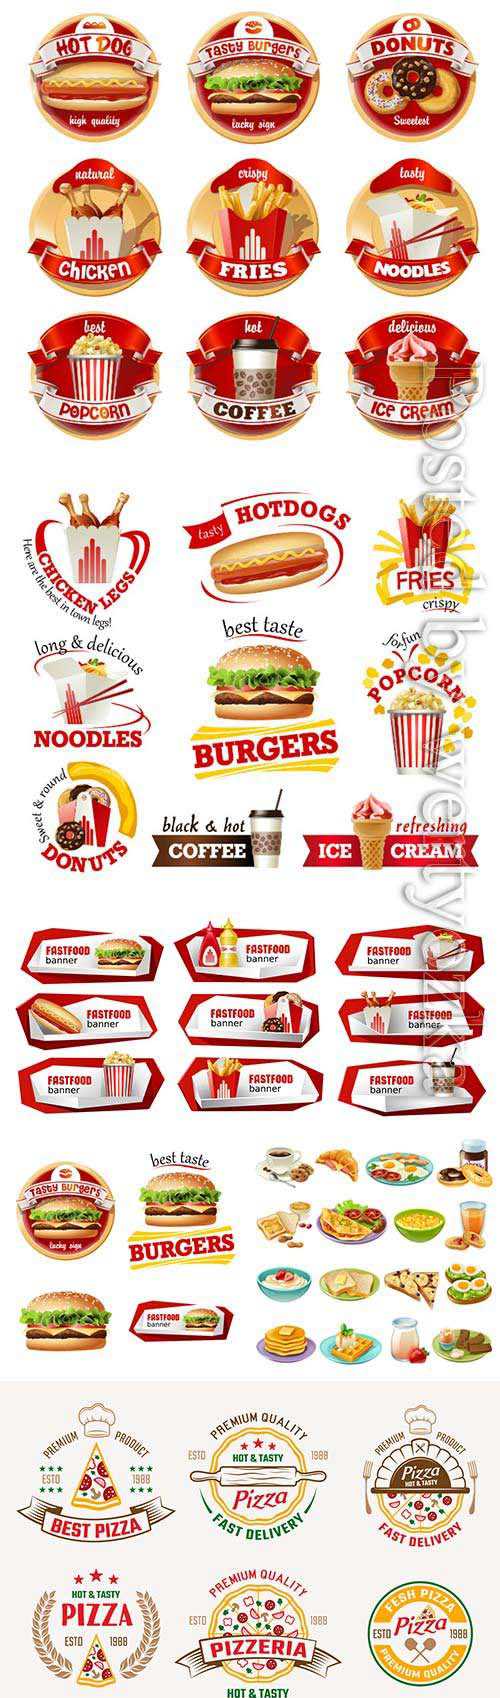 HOT DOG
high quality
Tasty Burgers
lucky sign
DONUTS
Sweetest
natural
chicken
crispy
FRIES
tasty
NOODLES
best
POPCORN
hot
COFFEE
delicious
ICE CREAM
CHICKEN LEGS
Here are the best in town legs!
tasty
HOTDOGS
FRIES
crispy
long & delicious
NOODLES
best taste
BURGERS
for fun
POPCORN
Sweet & round
DONUTS
black & hot
COFFEE
refreshing
ICE CREAM
FASTFOOD
banner
FASTFOOD
banner
FASTFOOD
banner
FASTFOOD
banner
FASTFOOD
banner
FASTFOOD
banner
FASTFOOD
banner
FASTFOOD
banner
FASTFOOD
banner
Tasty Burgers
lucky sign
best taste
BURGERS
FASTFOOD
banner
PREMIUM PRODUCT
ESTD 1988
BEST PIZZA
PREMIUM QUALITY
ESTD 1988
HOT & TASTY
Pizza
FAST DELIVERY
PREMIUM PRODUCT
ESTD 1988
Pizza
HOT & TASTY
FAST DELIVERY
HOT & TASTY
PIZZA
ESTD 1988
PREMIUM QUALITY
ESTD 1988
PIZZERIA
HOT & TASTY
FESH PIZZA
ESTD 1988
Pizza
PREMIUM QUALITY
Posted by